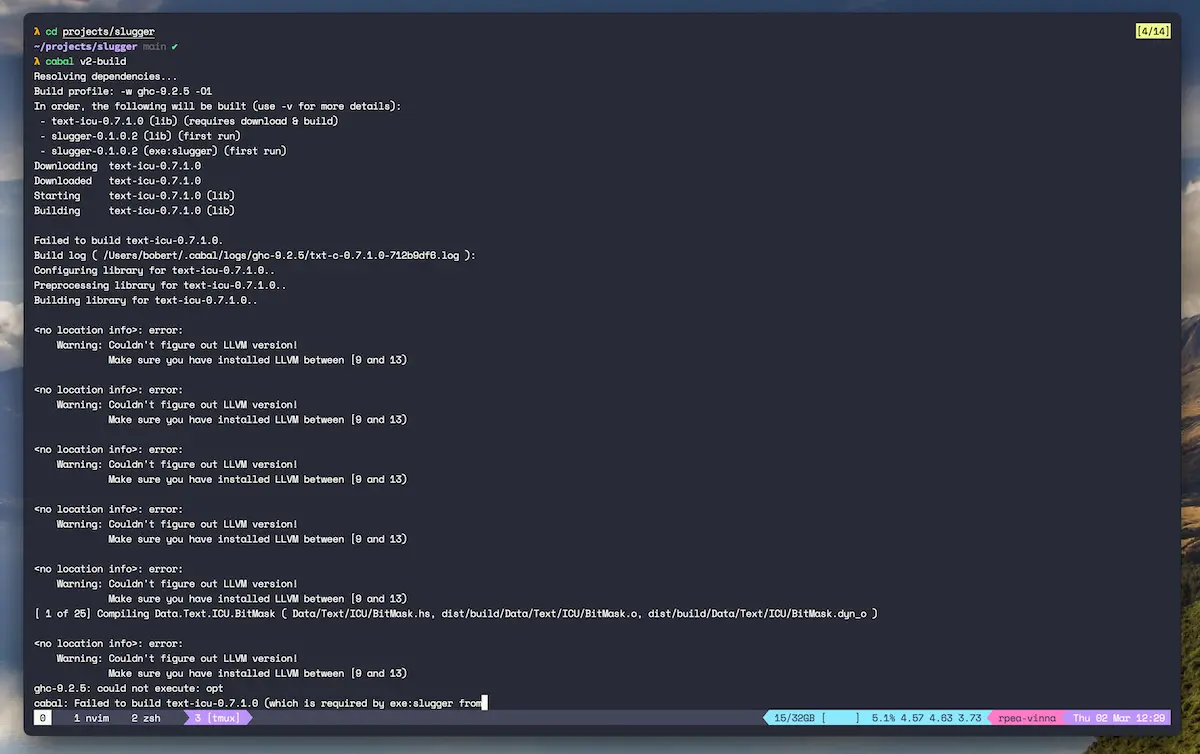 λ cd projects/slugger
[4/14]
~/projects/slugger main ✔
λ cabal v2-build
Resolving dependencies...
Build profile: -w ghc-9.2.5 -O1
In order, the following will be built (use -v for more details):
- text-icu-0.7.1.0 (lib) (requires download & build)
- slugger-0.1.0.2 (lib) (first run)
- slugger-0.1.0.2 (exe:slugger) (first run)
Downloading text-icu-0.7.1.0
Downloaded text-icu-0.7.1.0
Starting text-icu-0.7.1.0 (lib)
Building text-icu-0.7.1.0 (lib)
Failed to build text-icu-0.7.1.0.
Build log ( /Users/bobert/.cabal/logs/ghc-9.2.5/txt-c-0.7.1.0-712b9df6.log ):
Configuring library for text-icu-0.7.1.0..
Preprocessing library for text-icu-0.7.1.0..
Building library for text-icu-0.7.1.0..
<no location info>: error:
Warning: Couldn't figure out LLVM version!
Make sure you have installed LLVM between [9 and 13)
<no location info>: error:
Warning: Couldn't figure out LLVM version!
Make sure you have installed LLVM between [9 and 13)
<no location info>: error:
Warning: Couldn't figure out LLVM version!
Make sure you have installed LLVM between [9 and 13)
<no location info>: error:
Warning: Couldn't figure out LLVM version!
Make sure you have installed LLVM between [9 and 13)
<no location info>: error:
Warning: Couldn't figure out LLVM version!
Make sure you have installed LLVM between [9 and 13)
[ 1 of 25] Compiling Data.Text.ICU.BitMask ( Data/Text/ICU/BitMask.hs, dist/build/Data/Text/ICU/BitMask.o, dist/build/Data/Text/ICU/BitMask.dyn_o )
<no location info>: error:
Warning: Couldn't figure out LLVM version!
Make sure you have installed LLVM between [9 and 13)
ghc-9.2.5: could not execute: opt
cabal: Failed to build text-icu-0.7.1.0 (which is required by exe:slugger from
0 1 nvim 2 zsh 3 [tmux] 15/32GB [ ] 5.1% 4.57 4.63 3.73 rpea-vinna Thu 02 Mar 12:29